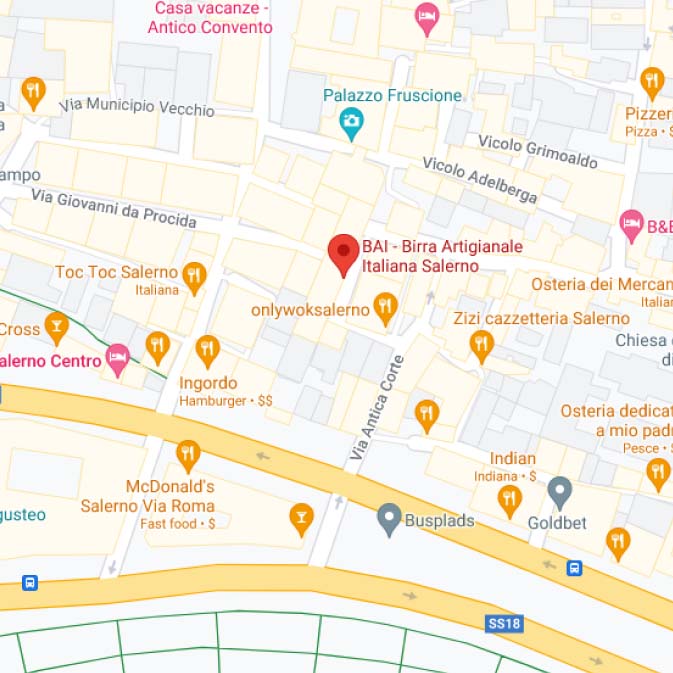 Casa vacanze -
Antico Convento
Palazzo Fruscione
Via Municipio Vecchio
a
a
Pizzeri
Pizza • $
Vicolo Grimoaldo
Vicolo Adelberga
ampo
Via Giovanni da Procida
B&B
BAI - Birra Artigianale
Italiana Salerno
Toc Toc Salerno
Italiana
Osteria dei Mercan
Italian
onlywoksalerno
Zizi cazzetteria Salerno
Cross
Chiesa d
di
alerno Centro
Ingordo
Hamburger • $$
Via Antica Corte
Osteria dedicat
a mio pad
Pesce • $
Indian
Indiana • $
McDonald's
Salerno Via Roma
Fast food • $
gusteo
Busplads
Goldbet
SS18